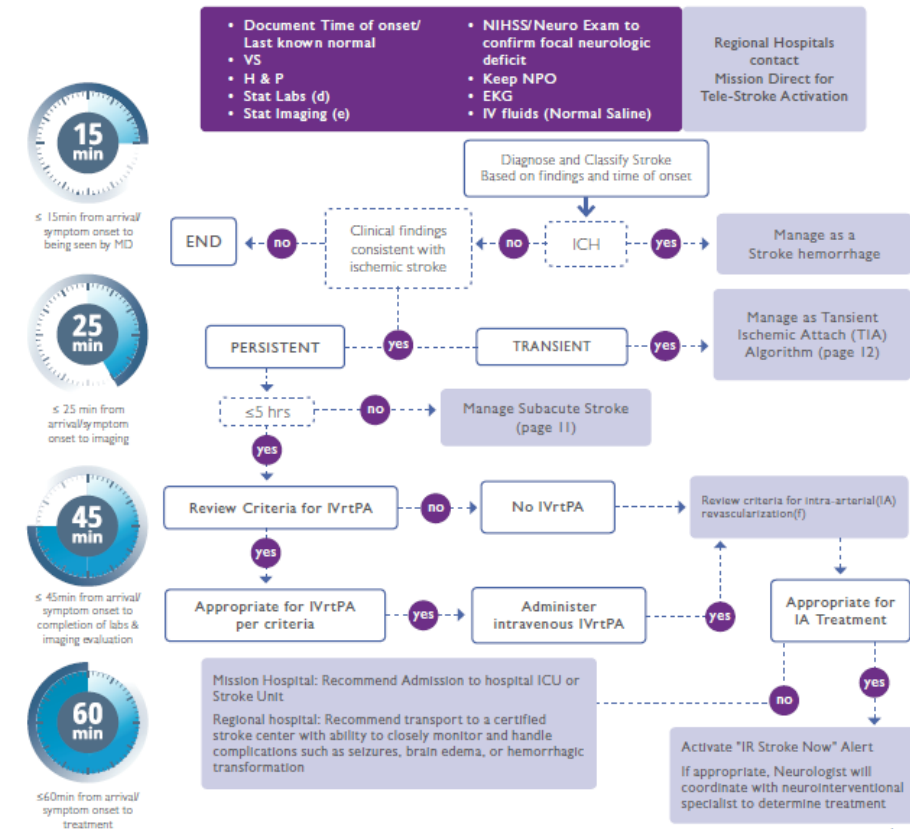 • Document Time of onset/
Last known normal
• VS
• H & P
• Stat Labs (d)
• Stat Imaging (e)
• NIHSS/Neuro Exam to
confirm focal neurologic
deficit
• Keep NPO
• EKG
• IV fluids (Normal Saline)
Regional Hospitals
contact
Mission Direct for
Tele-Stroke Activation
15
min
≤ 15min from arrival/
symptom onset to
being seen by MD
Diagnose and Classify Stroke
Based on findings and time of onset
END
no
Clinical findings
consistent with
ischemic stroke
no
ICH
yes
Manage as a
Stroke hemorrhage
25
min
≤ 25 min from
arrival/symptom
onset to imaging
PERSISTENT
yes
TRANSIENT
yes
Manage as Tansient
Ischemic Attach (TIA)
Algorithm (page 12)
≤5 hrs
no
Manage Subacute Stroke
(page 11)
yes
45
min
≤ 45min from arrival/
symptom onset to
completion of labs &
imaging evaluation
Review Criteria for IVrtPA
no
No IVrtPA
Review criteria for intra-arterial(IA)
revascularization(f)
yes
Appropriate for IVrtPA
per criteria
yes
Administer
intravenous IVrtPA
yes
Appropriate for
IA Treatment
60
min
≤60min from arrival/
symptom onset to
treatment
Mission Hospital: Recommend Admission to hospital ICU or
Stroke Unit
Regional hospital: Recommend transport to a certified
stroke center with ability to closely monitor and handle
complications such as seizures, brain edema, or hemorrhagic
transformation
no
yes
Activate "IR Stroke Now" Alert
If appropriate, Neurologist will
coordinate with neurointerventional
specialist to determine treatment